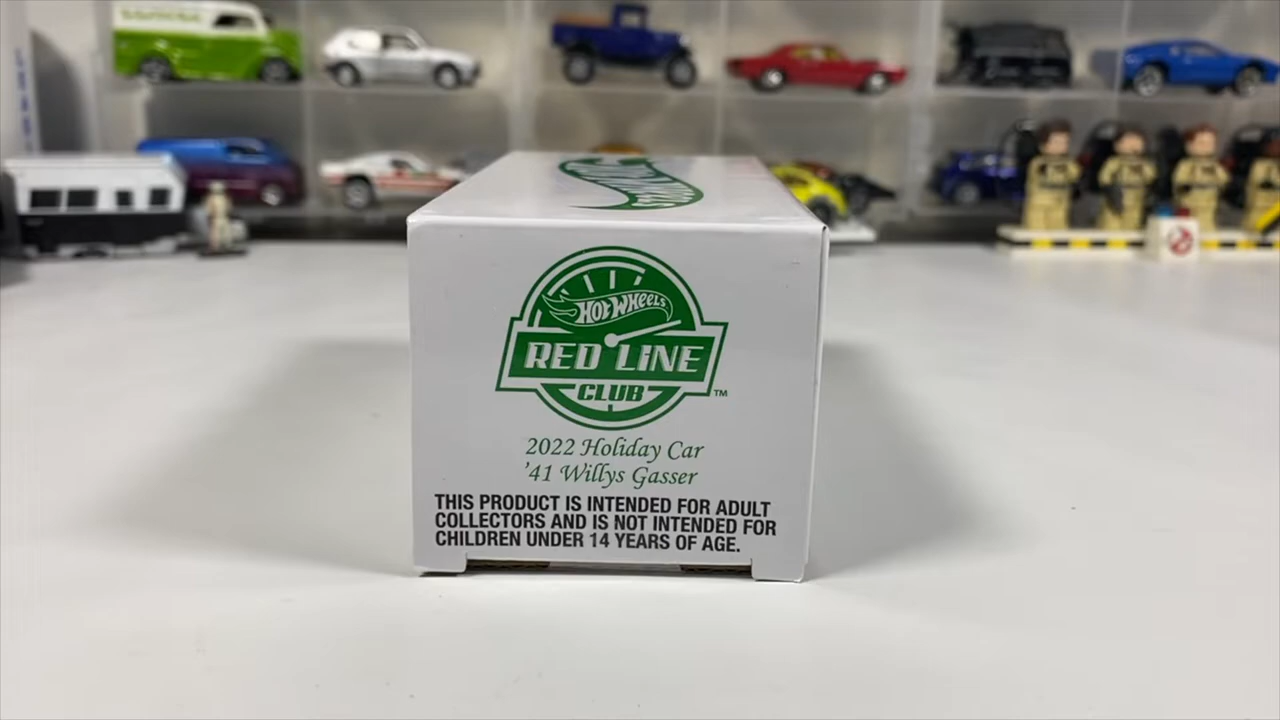 HOT WHEELS
RED LINE
CLUB
™
2022 Holiday Car
'41 Willys Gasser
THIS PRODUCT IS INTENDED FOR ADULT
COLLECTORS AND IS NOT INTENDED FOR
CHILDREN UNDER 14 YEARS OF AGE.